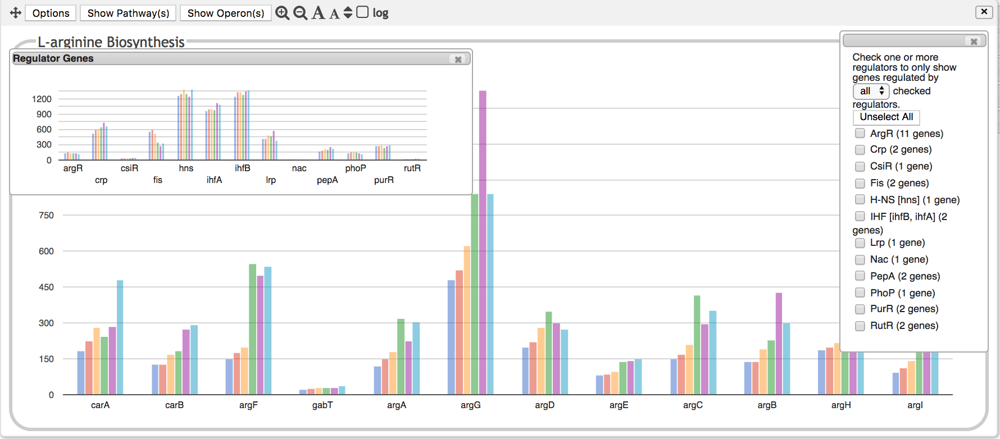 Options Show Pathway(s) Show Operon(s) A A log
L-arginine Biosynthesis
Regulator Genes
1200
900
600
300
0
argR csiR hns ihfB nac phoP rutR
crp fis ihfA lrp pepA purR
750
600
450
300
150
0
carA carB argF gabT argA argG argD argE argC argB argH argI
Check one or more
regulators to only show
genes regulated by
all checked
regulators.
Unselect All
ArgR (11 genes)
Crp (2 genes)
CsiR (1 gene)
Fis (2 genes)
H-NS [hns] (1 gene)
IHF [ihfB, ihfA] (2
genes)
Lrp (1 gene)
Nac (1 gene)
PepA (2 genes)
PhoP (1 gene)
PurR (2 genes)
RutR (2 genes)